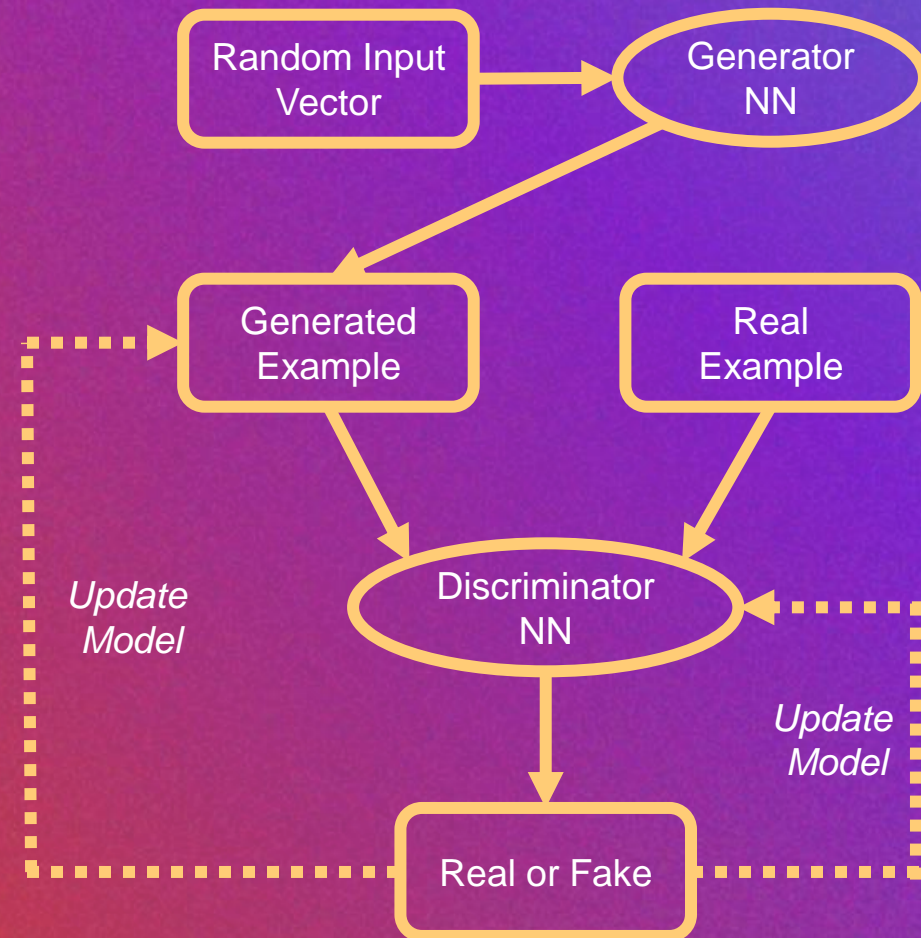 Random Input
Vector
Generator
NN
Generated
Example
Real
Example
Discriminator
NN
Update
Model
Update
Model
Real or Fake